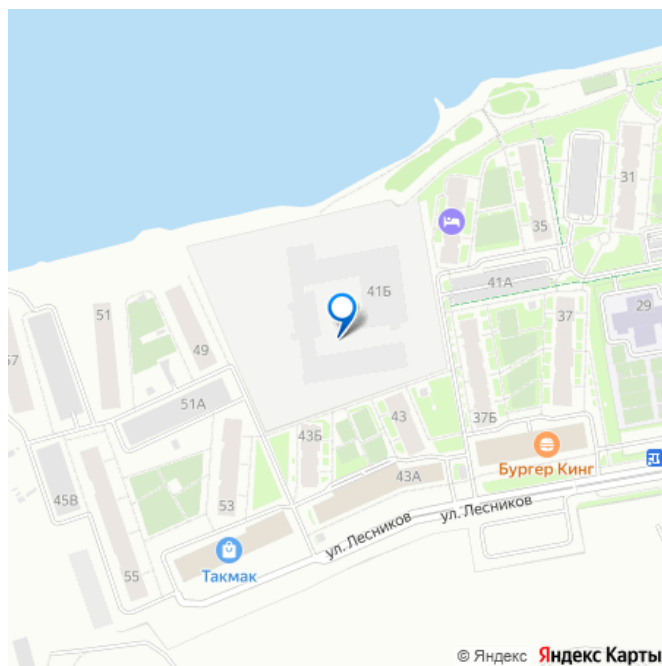 31
35
41Б
41А
51
29
37
49
57
51А
43
37Б
43Б
Бургер Кинг
43А
45В
53
ул. Лесников
ул. Лесников
Такмак
55
© Яндекс Яндекс Карты